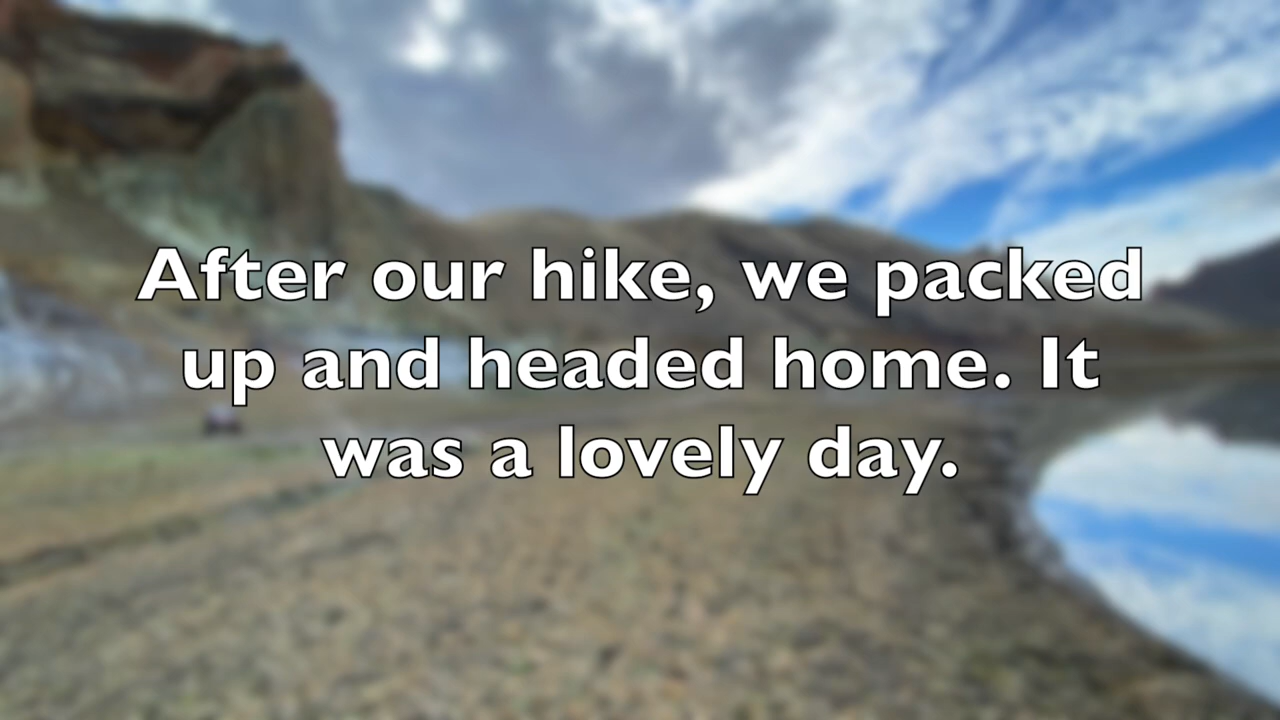 After our hike, we packed
up and headed home. It
was a lovely day.